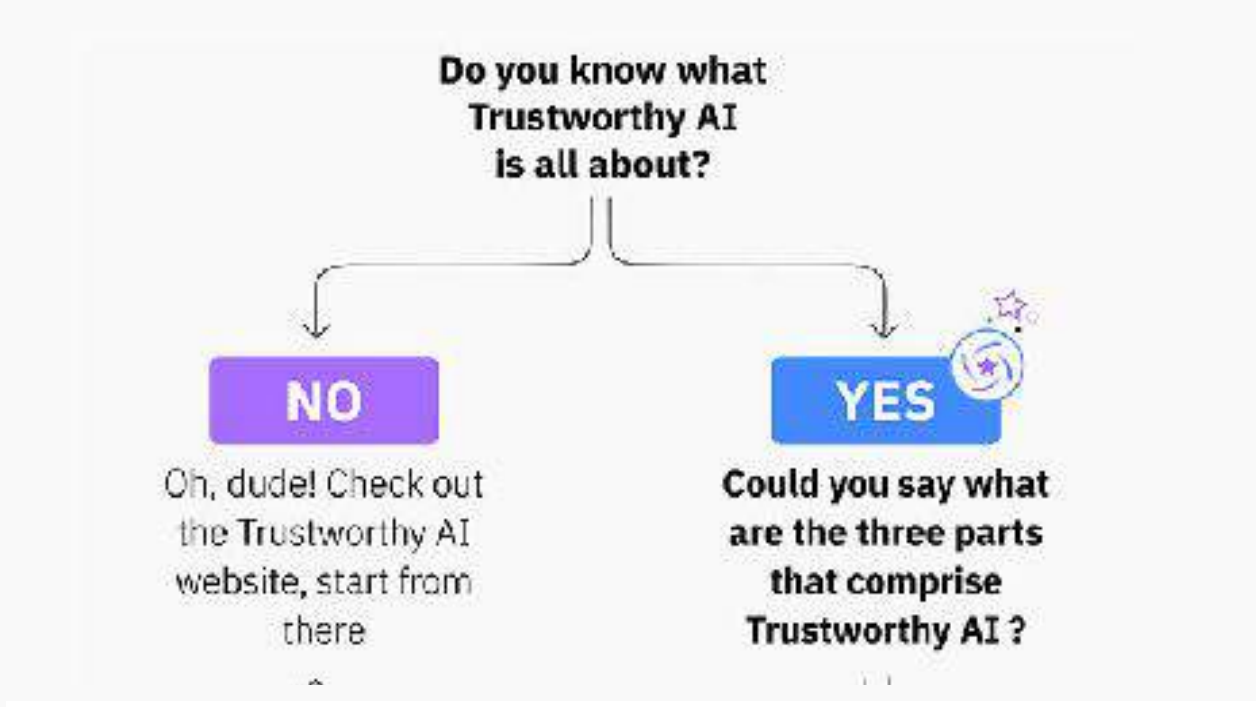 Do you know what
Trustworthy AI
is all about?
NO
YES
Oh, dude! Check out
the Trustworthy AI
website, start from
there
Could you say what
are the three parts
that comprise
Trustworthy AI ?